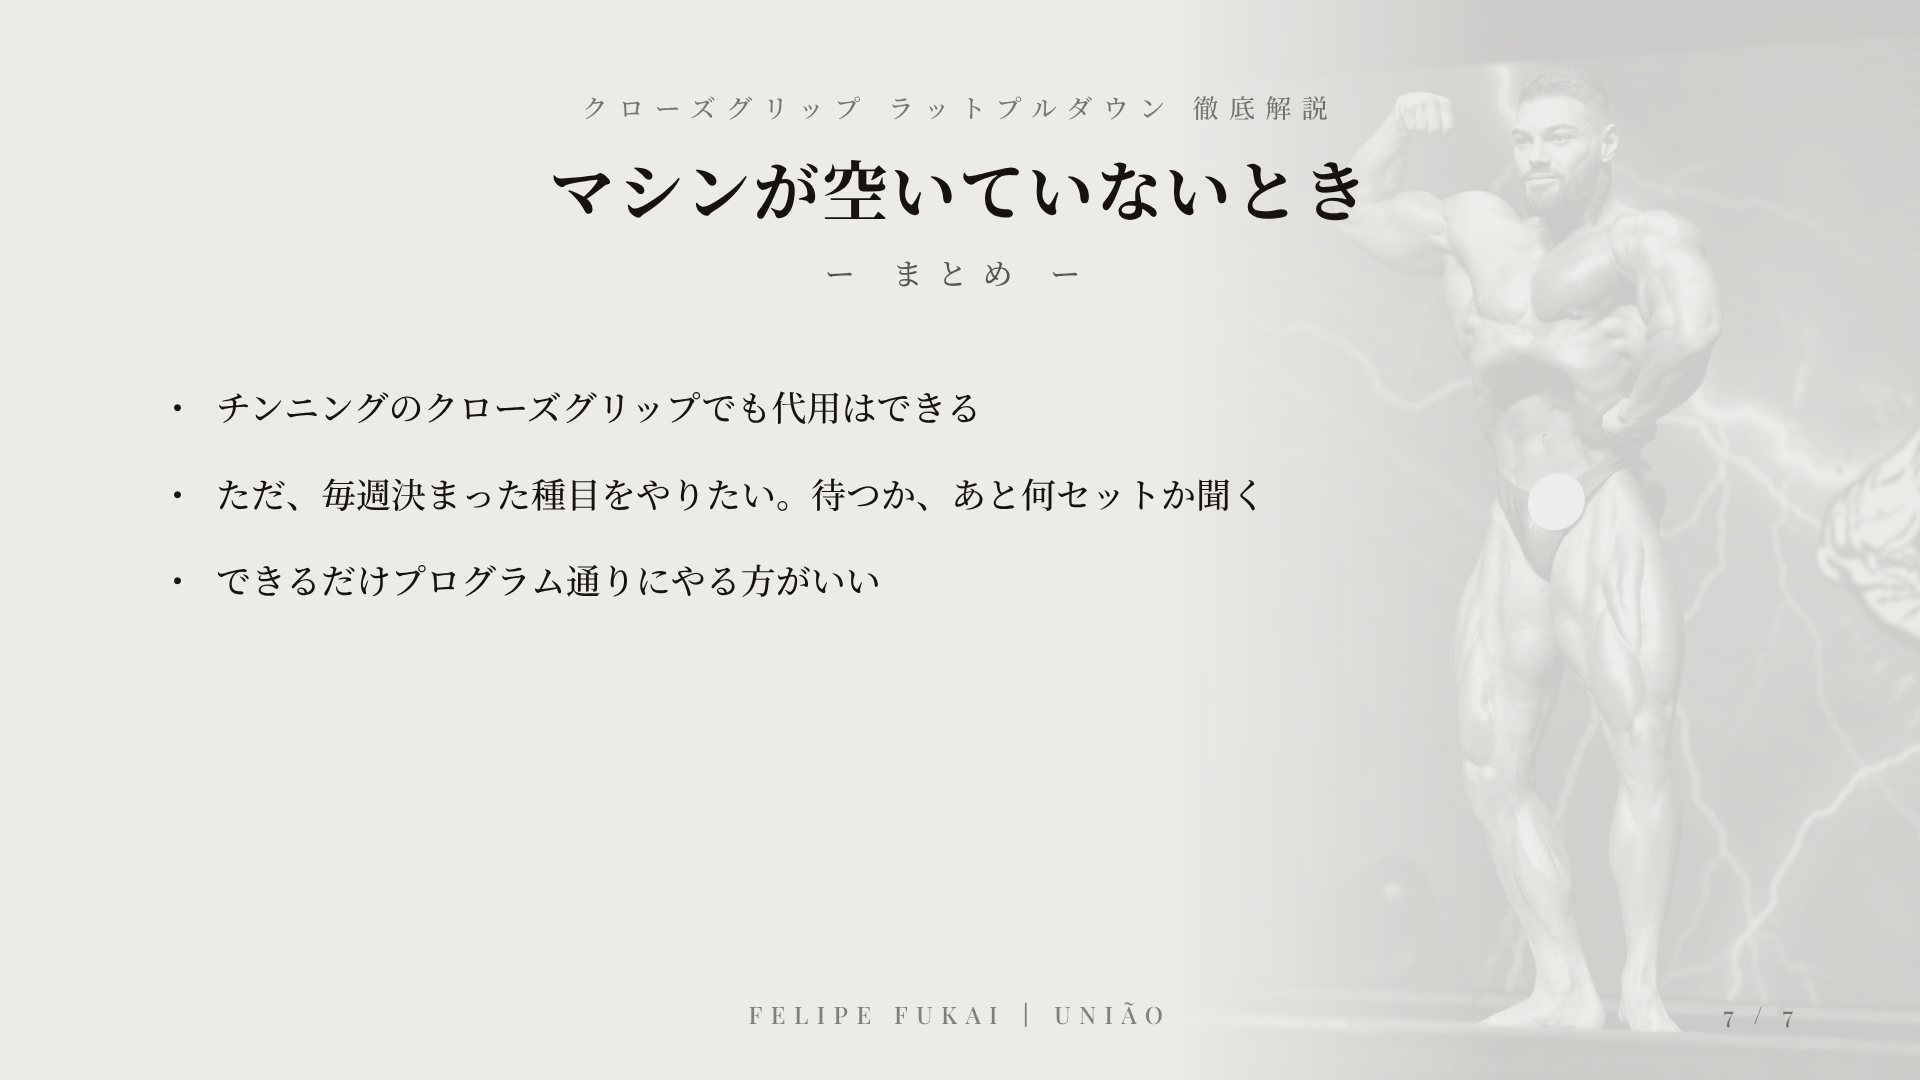 クローズグリップ ラットプルダウン 徹底解説
マシンが空いていないとき
ー まとめ ー
・ チンニングのクローズグリップでも代用はできる
・ ただ、毎週決まった種目をやりたい。待つか、あと何セットか聞く
・ できるだけプログラム通りにやる方がいい
FELIPE FUKAI | UNIÃO
7 / 7